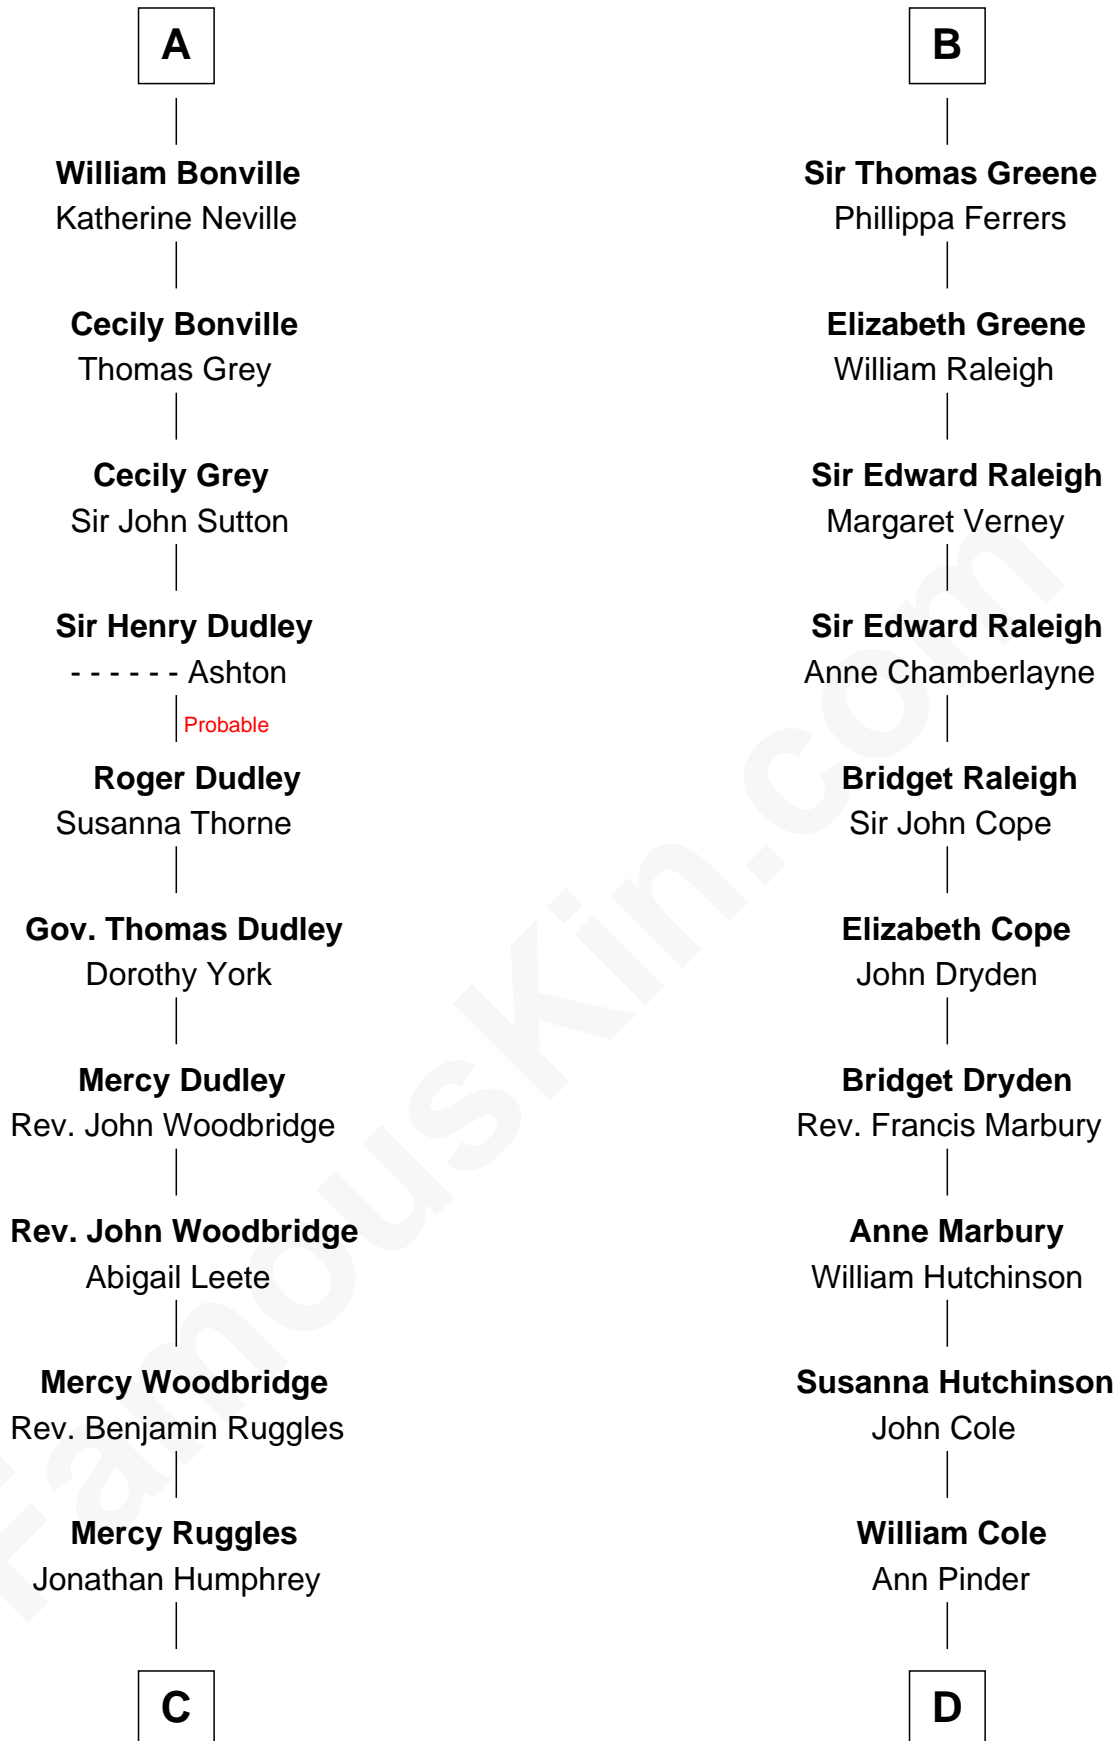 A
William Bonville
Katherine Neville
Cecily Bonville
Thomas Grey
Cecily Grey
Sir John Sutton
Sir Henry Dudley
- - - - - - Ashton
Probable
Roger Dudley
Susanna Thorne
Gov. Thomas Dudley
Dorothy York
Mercy Dudley
Rev. John Woodbridge
Rev. John Woodbridge
Abigail Leete
Mercy Woodbridge
Rev. Benjamin Ruggles
Mercy Ruggles
Jonathan Humphrey
C
B
Sir Thomas Greene
Phillippa Ferrers
Elizabeth Greene
William Raleigh
Sir Edward Raleigh
Margaret Verney
Sir Edward Raleigh
Anne Chamberlayne
Bridget Raleigh
Sir John Cope
Elizabeth Cope
John Dryden
Bridget Dryden
Rev. Francis Marbury
Anne Marbury
William Hutchinson
Susanna Hutchinson
John Cole
William Cole
Ann Pinder
D
FamousKin.com